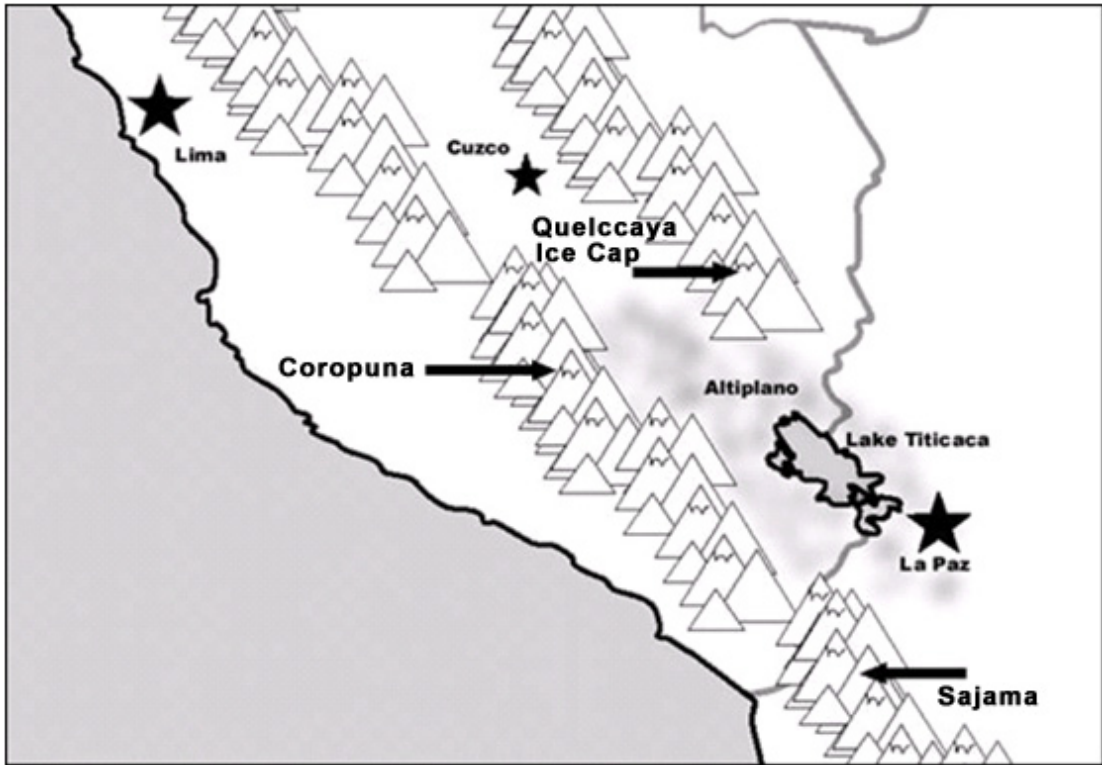 Lima
Cuzco
Quelccaya
Ice Cap
Coropuna
Altiplano
Lake Titicaca
La Paz
Sajama